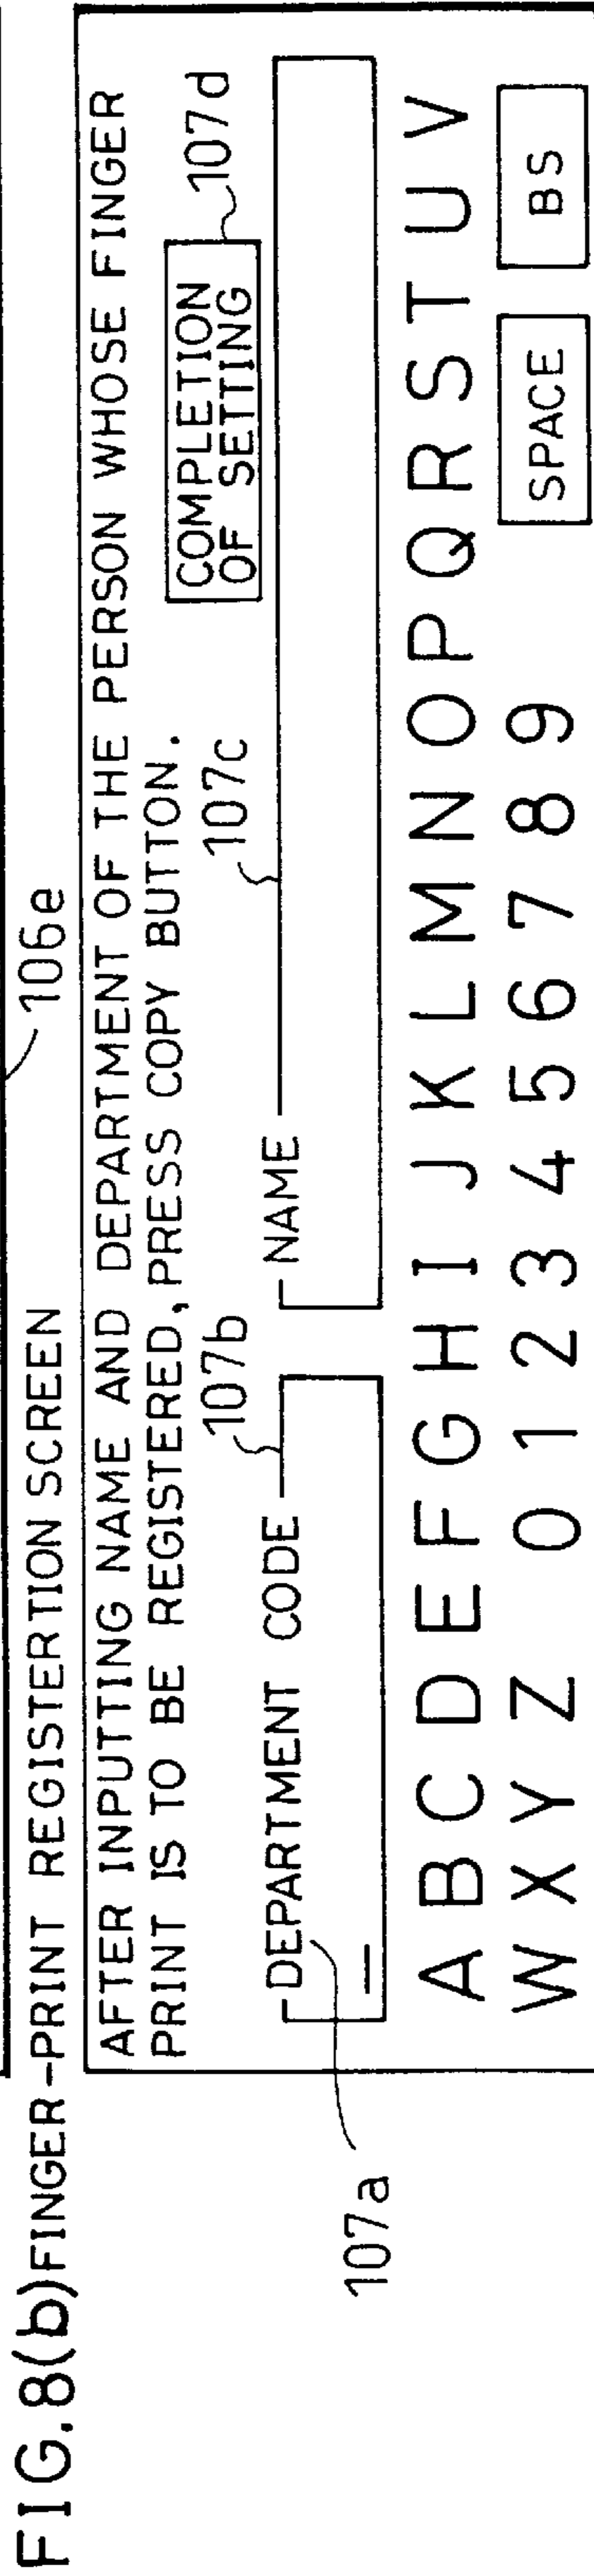 106e
FIG.8(b) FINGER-PRINT REGISTERTION SCREEN
AFTER INPUTTING NAME AND DEPARTMENT OF THE PERSON WHOSE FINGER
PRINT IS TO BE REGISTERED, PRESS COPY BUTTON.
COMPLETION
OF SETTING
107d
107b
107c
DEPARTMENT CODE
NAME
107a
A B C D E F G H I J K L M N O P Q R S T U V
W X Y Z 0 1 2 3 4 5 6 7 8 9 SPACE BS